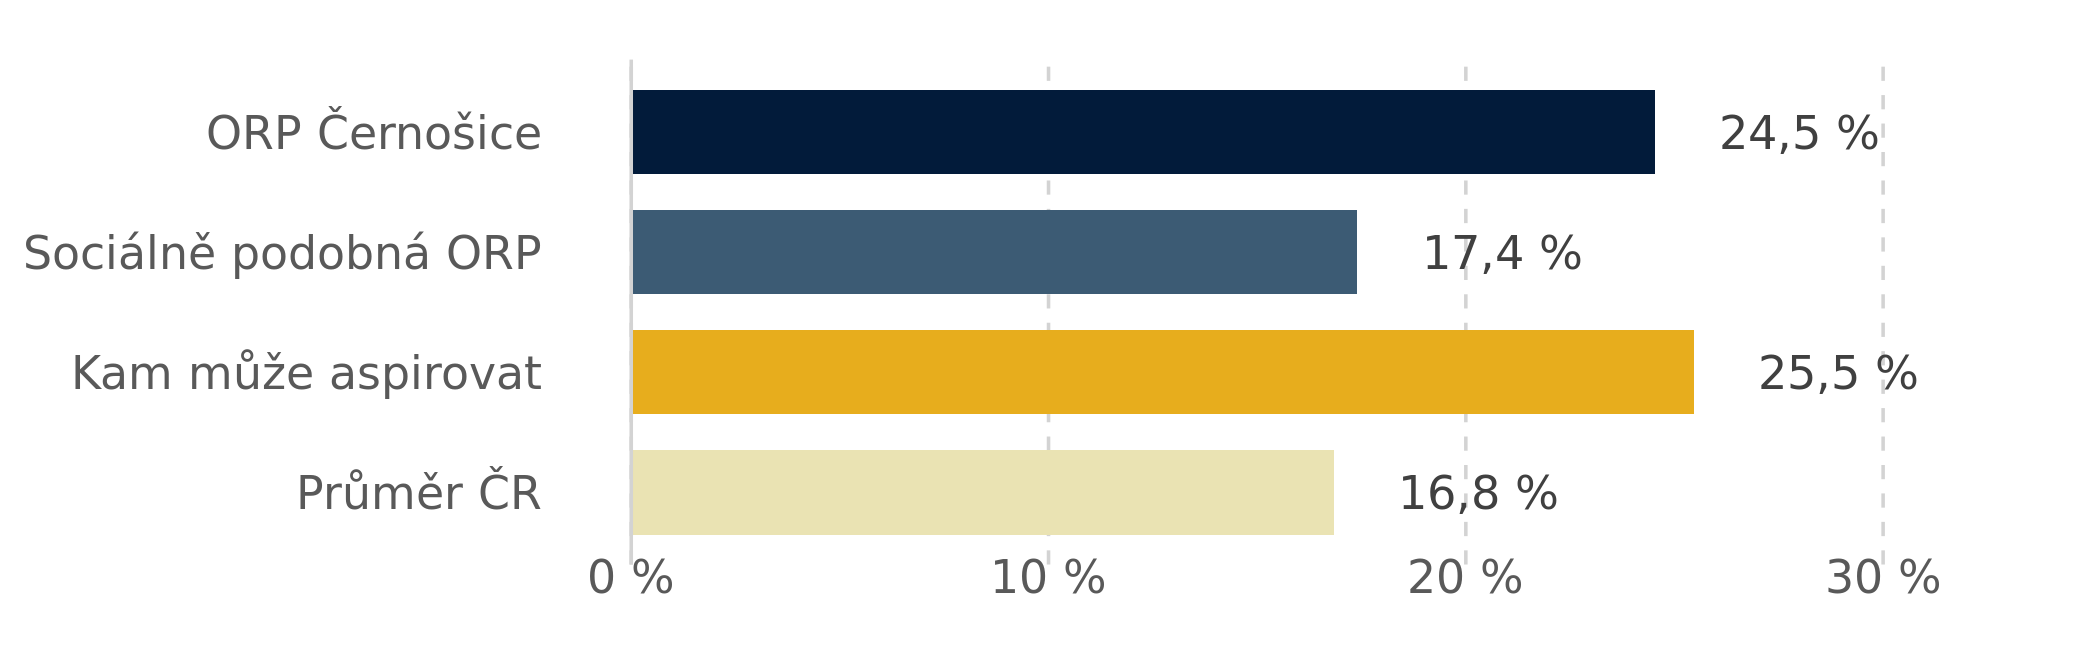 ORP Černošice 24,5 %
Sociálně podobná ORP 17,4 %
Kam může aspirovat 25,5 %
Průměr ČR 16,8 %
0 % 10 % 20 % 30 %